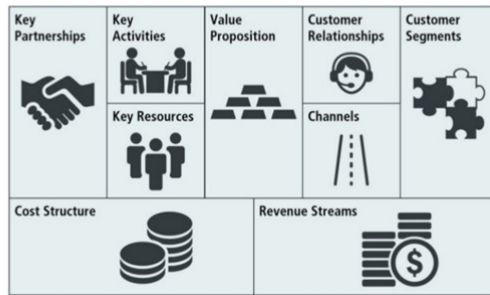 Key
Partnerships
Key
Activities
Key Resources
Value
Proposition
Customer
Relationships
Channels
Customer
Segments
Cost Structure
Revenue Streams
$